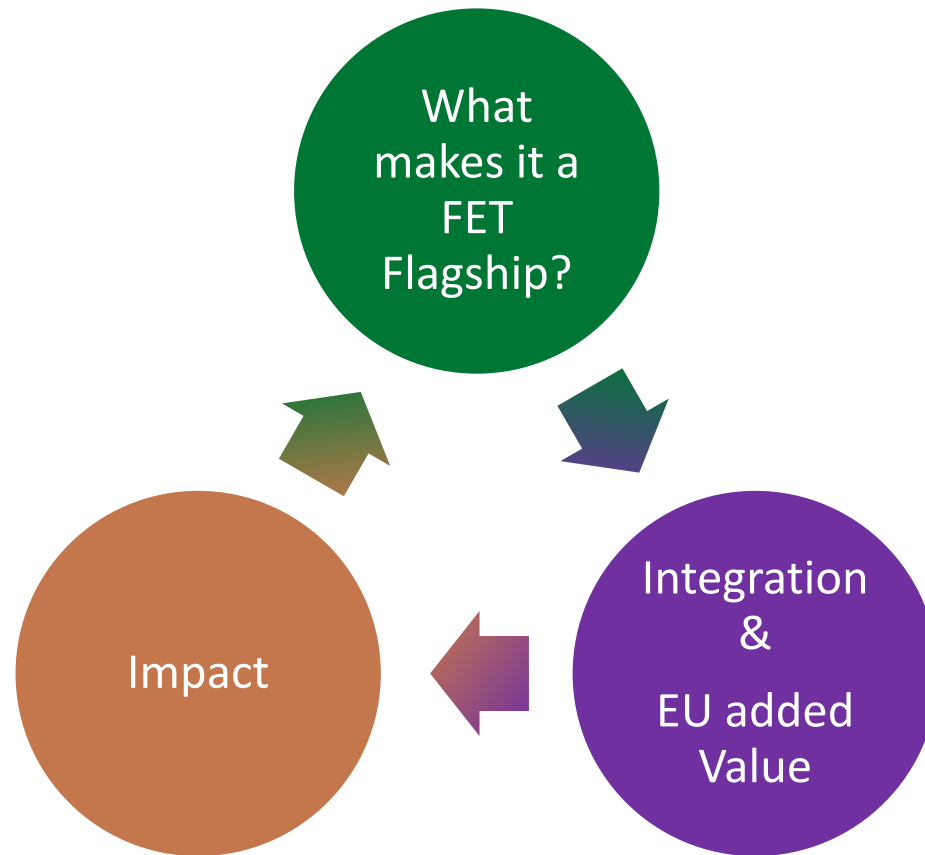 What
makes it a
FET
Flagship?
Integration
&
EU added
Value
Impact